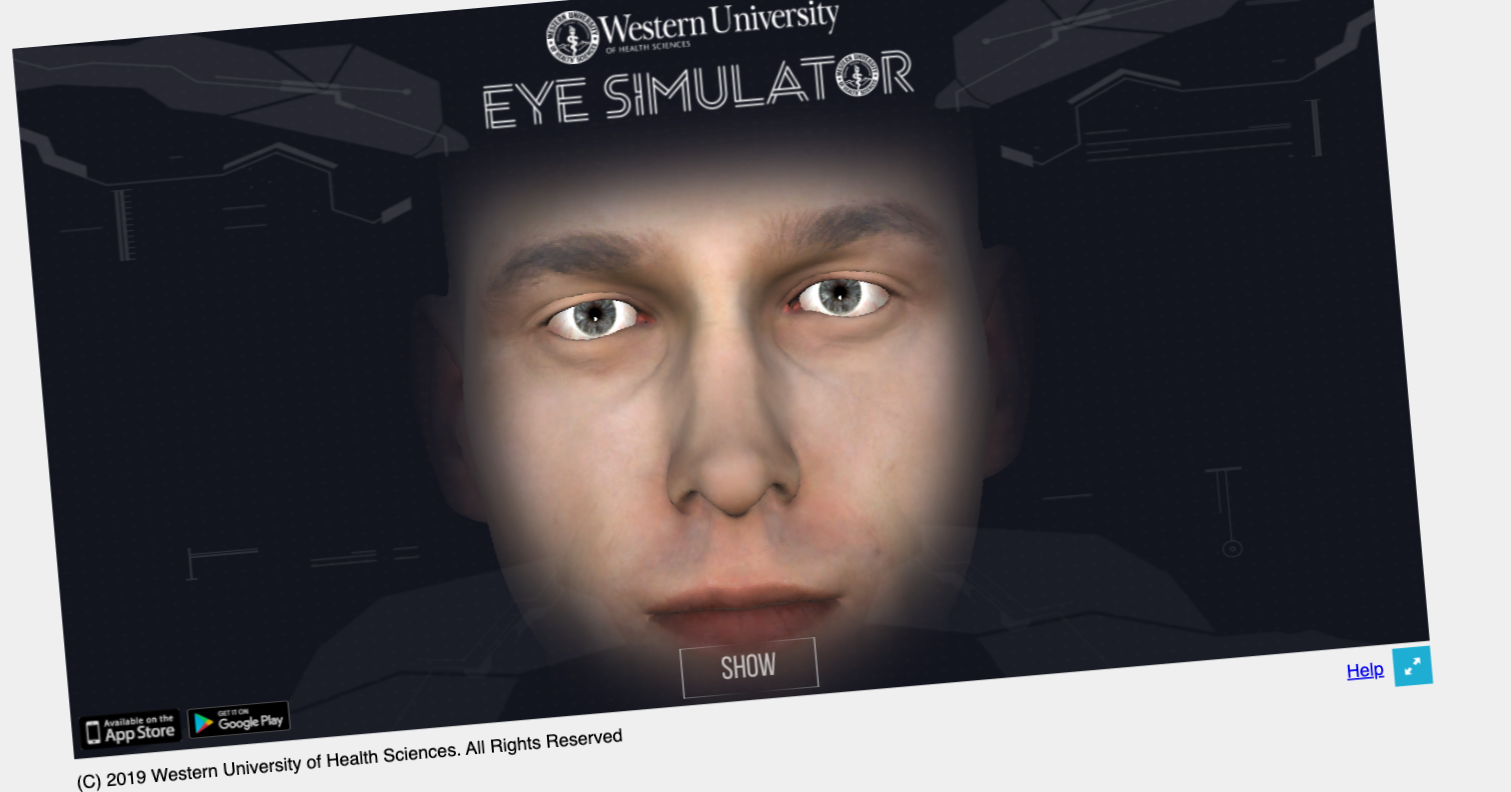 Western University
OF HEALTH SCIENCES
EYE SIMULATOR
SHOW
Help
Available on the
App Store
GET IT ON
Google Play
(C) 2019 Western University of Health Sciences. All Rights Reserved